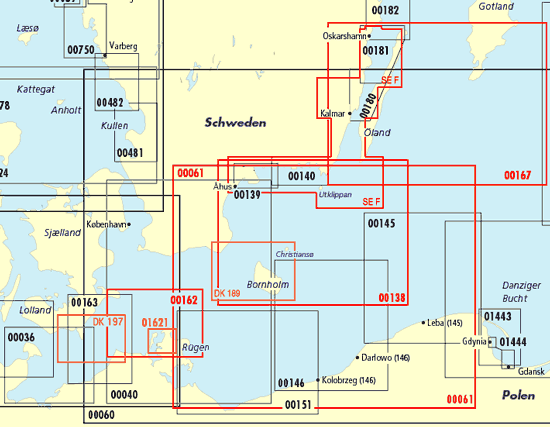 Læsø
00182
Gotland
Oskarshamn
00750
Varberg
00181
Kattegat
SE F
78
Anholt
00482
00180
Kullen
Schweden
Kalmar
Öland
00481
24
00061
00140
00167
Åhus
00139
Utklippan
SE F
København
00145
Sjælland
Christiansø
Bornholm
Danziger
Bucht
DK 189
00163
00162
00138
Lolland
DK 197
01621
Leba (145)
01443
00036
Rügen
Gdynia
01444
Darlowo (146)
Gdansk
00040
00146
Kolobrzeg (146)
Polen
00151
00061
00060